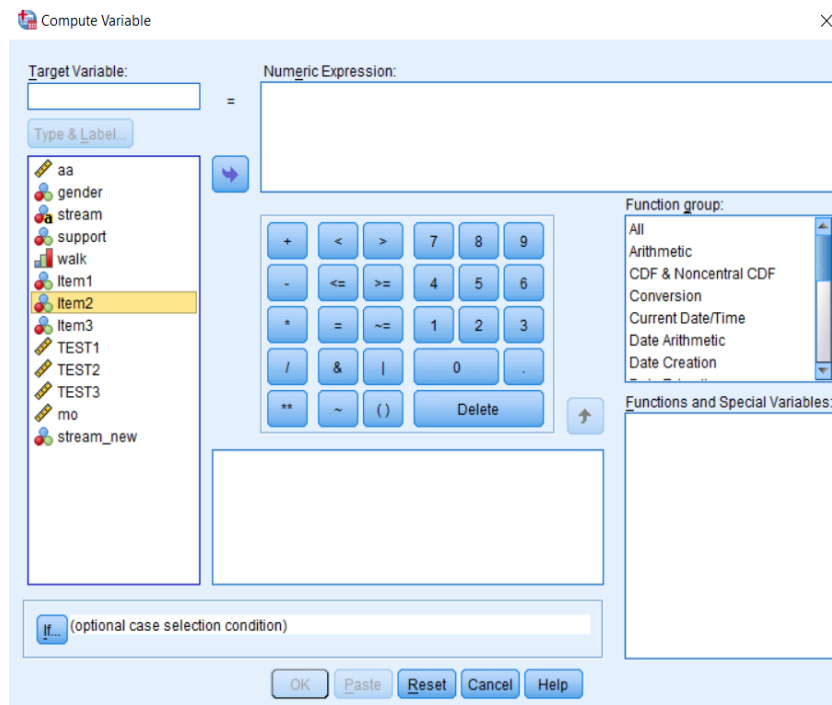 Compute Variable
Target Variable:
Numeric Expression:
=
Type & Label...
aa
gender
stream
support
walk
Item1
Item2
Item3
TEST1
TEST2
TEST3
mo
stream_new
+ < > 7 8 9
- <= >= 4 5 6
* = ~= 1 2 3
/ & | 0 .
** ~ ( ) Delete
Function group:
All
Arithmetic
CDF & Noncentral CDF
Conversion
Current Date/Time
Date Arithmetic
Date Creation
Functions and Special Variables:
If... (optional case selection condition)
OK Paste Reset Cancel Help